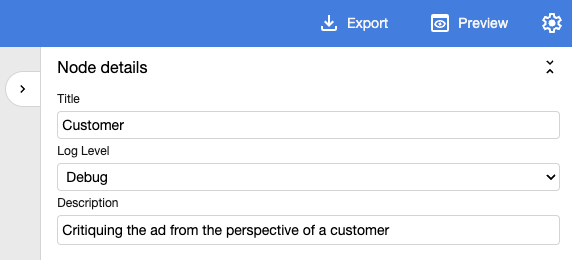 Export Preview
Node details
Title
Customer
Log Level
Debug
Description
Critiquing the ad from the perspective of a customer